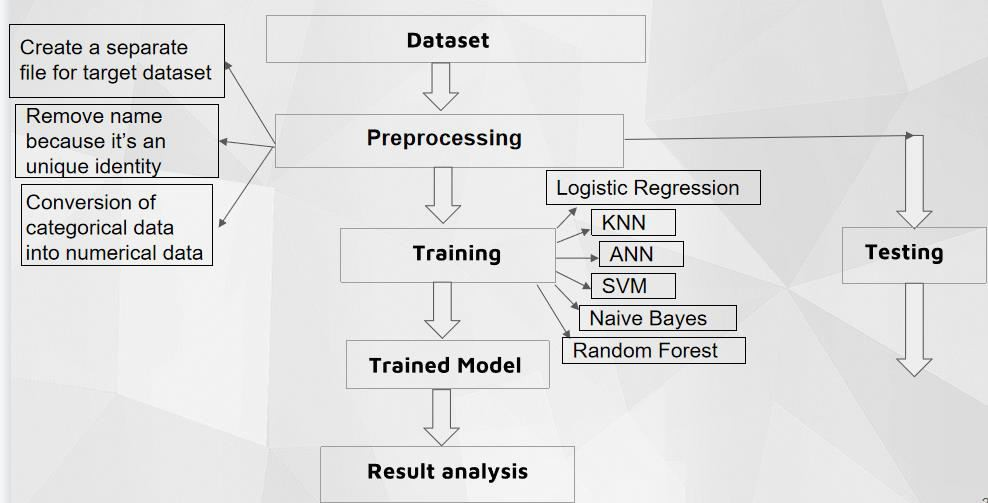 Dataset
Create a separate
file for target dataset
Remove name
because it's an
unique identity
Conversion of
categorical data
into numerical data
Preprocessing
Logistic Regression
KNN
ANN
SVM
Naive Bayes
Random Forest
Training
Testing
Trained Model
Result analysis